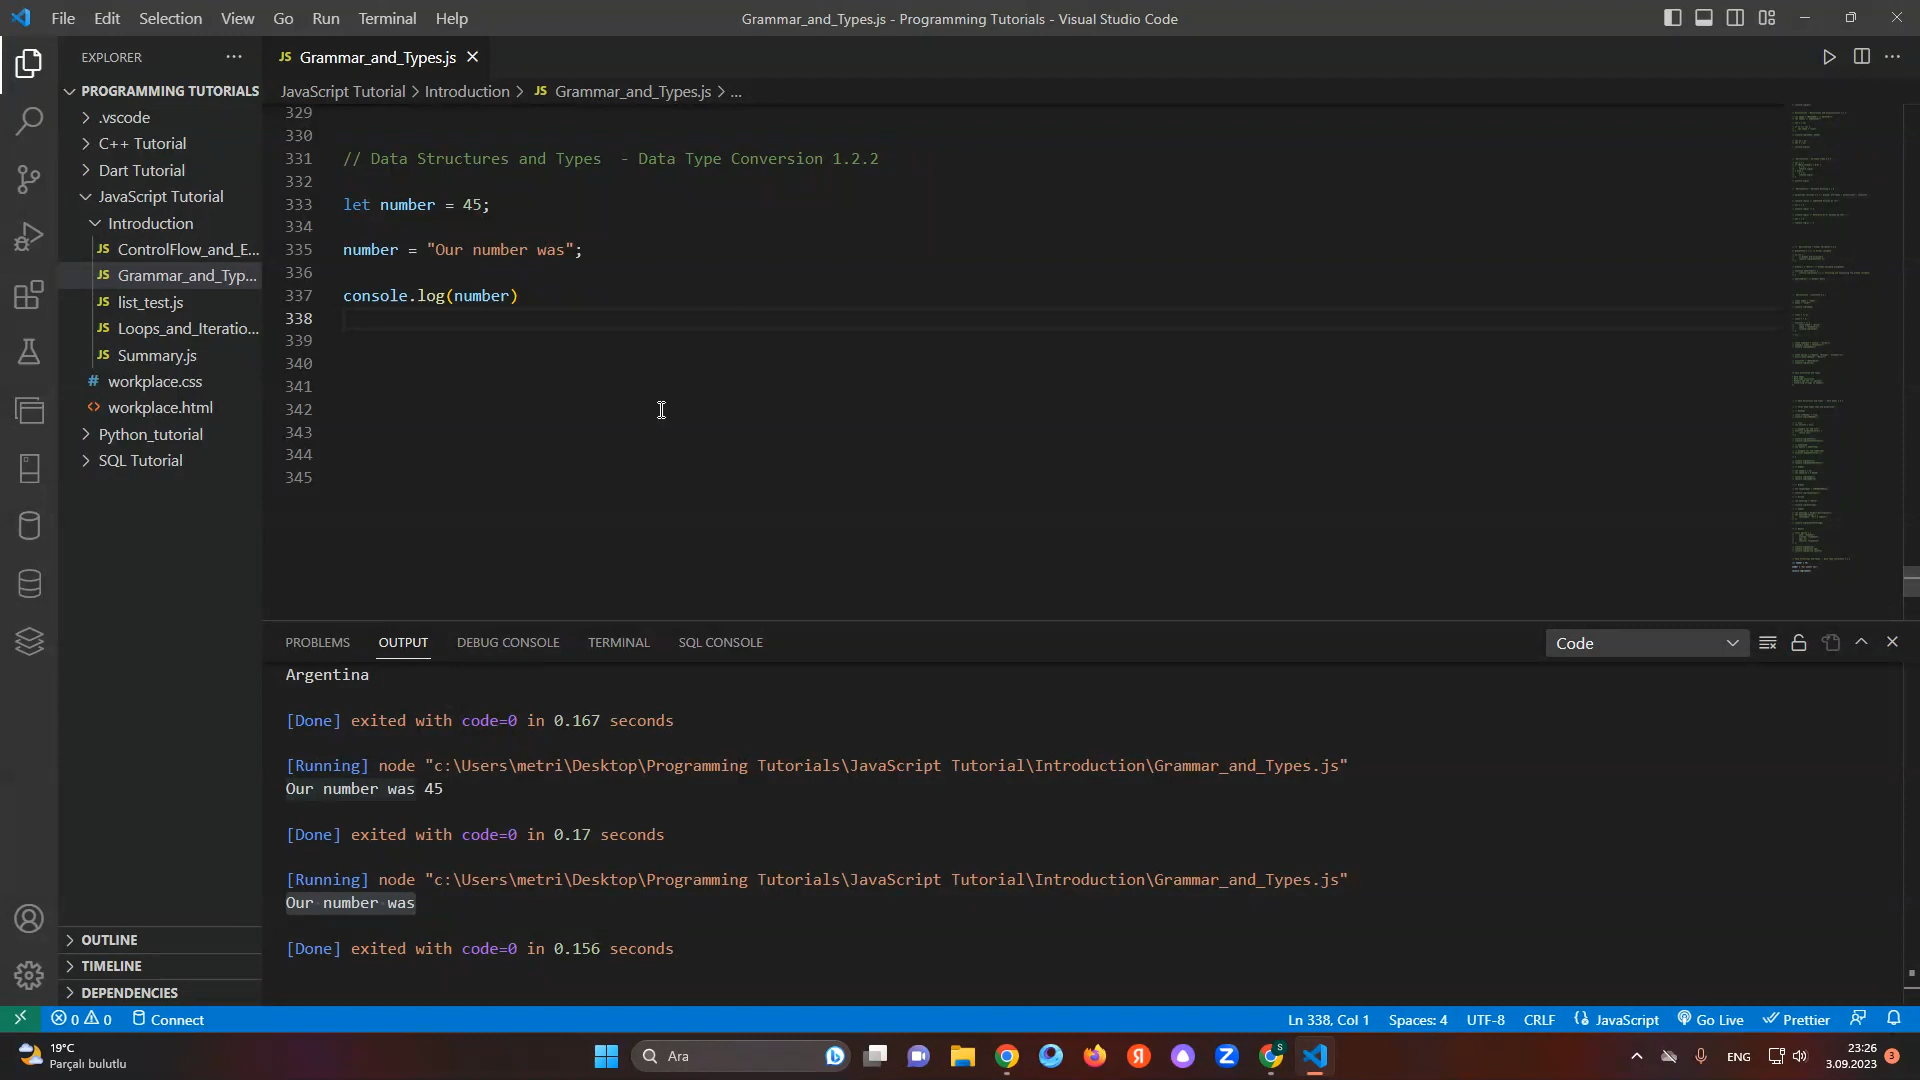 File Edit Selection View Go Run Terminal Help
Grammar_and_Types.js - Programming Tutorials - Visual Studio Code
EXPLORER
JS Grammar_and_Types.js
PROGRAMMING TUTORIALS
JavaScript Tutorial > Introduction > JS Grammar_and_Types.js > ...
.vscode
C++ Tutorial
Dart Tutorial
JavaScript Tutorial
Introduction
JS ControlFlow_and_E...
JS Grammar_and_Typ...
JS list_test.js
JS Loops_and_Iteratio...
JS Summary.js
# workplace.css
<> workplace.html
Python_tutorial
SQL Tutorial
OUTLINE
TIMELINE
DEPENDENCIES
329
330
331 // Data Structures and Types - Data Type Conversion 1.2.2
332
333 let number = 45;
334
335 number = "Our number was";
336
337 console.log(number)
338
339
340
341
342
343
344
345
PROBLEMS OUTPUT DEBUG CONSOLE TERMINAL SQL CONSOLE
Code
Argentina
[Done] exited with code=0 in 0.167 seconds
[Running] node "c:\Users\metri\Desktop\Programming Tutorials\JavaScript Tutorial\Introduction\Grammar_and_Types.js"
Our number was 45
[Done] exited with code=0 in 0.17 seconds
[Running] node "c:\Users\metri\Desktop\Programming Tutorials\JavaScript Tutorial\Introduction\Grammar_and_Types.js"
Our number was
[Done] exited with code=0 in 0.156 seconds
0 0 Connect
Ln 338, Col 1 Spaces: 4 UTF-8 CRLF JavaScript Go Live Prettier
19°C
Parçalı bulutlu
Ara
ENG
23:26
3.09.2023
3